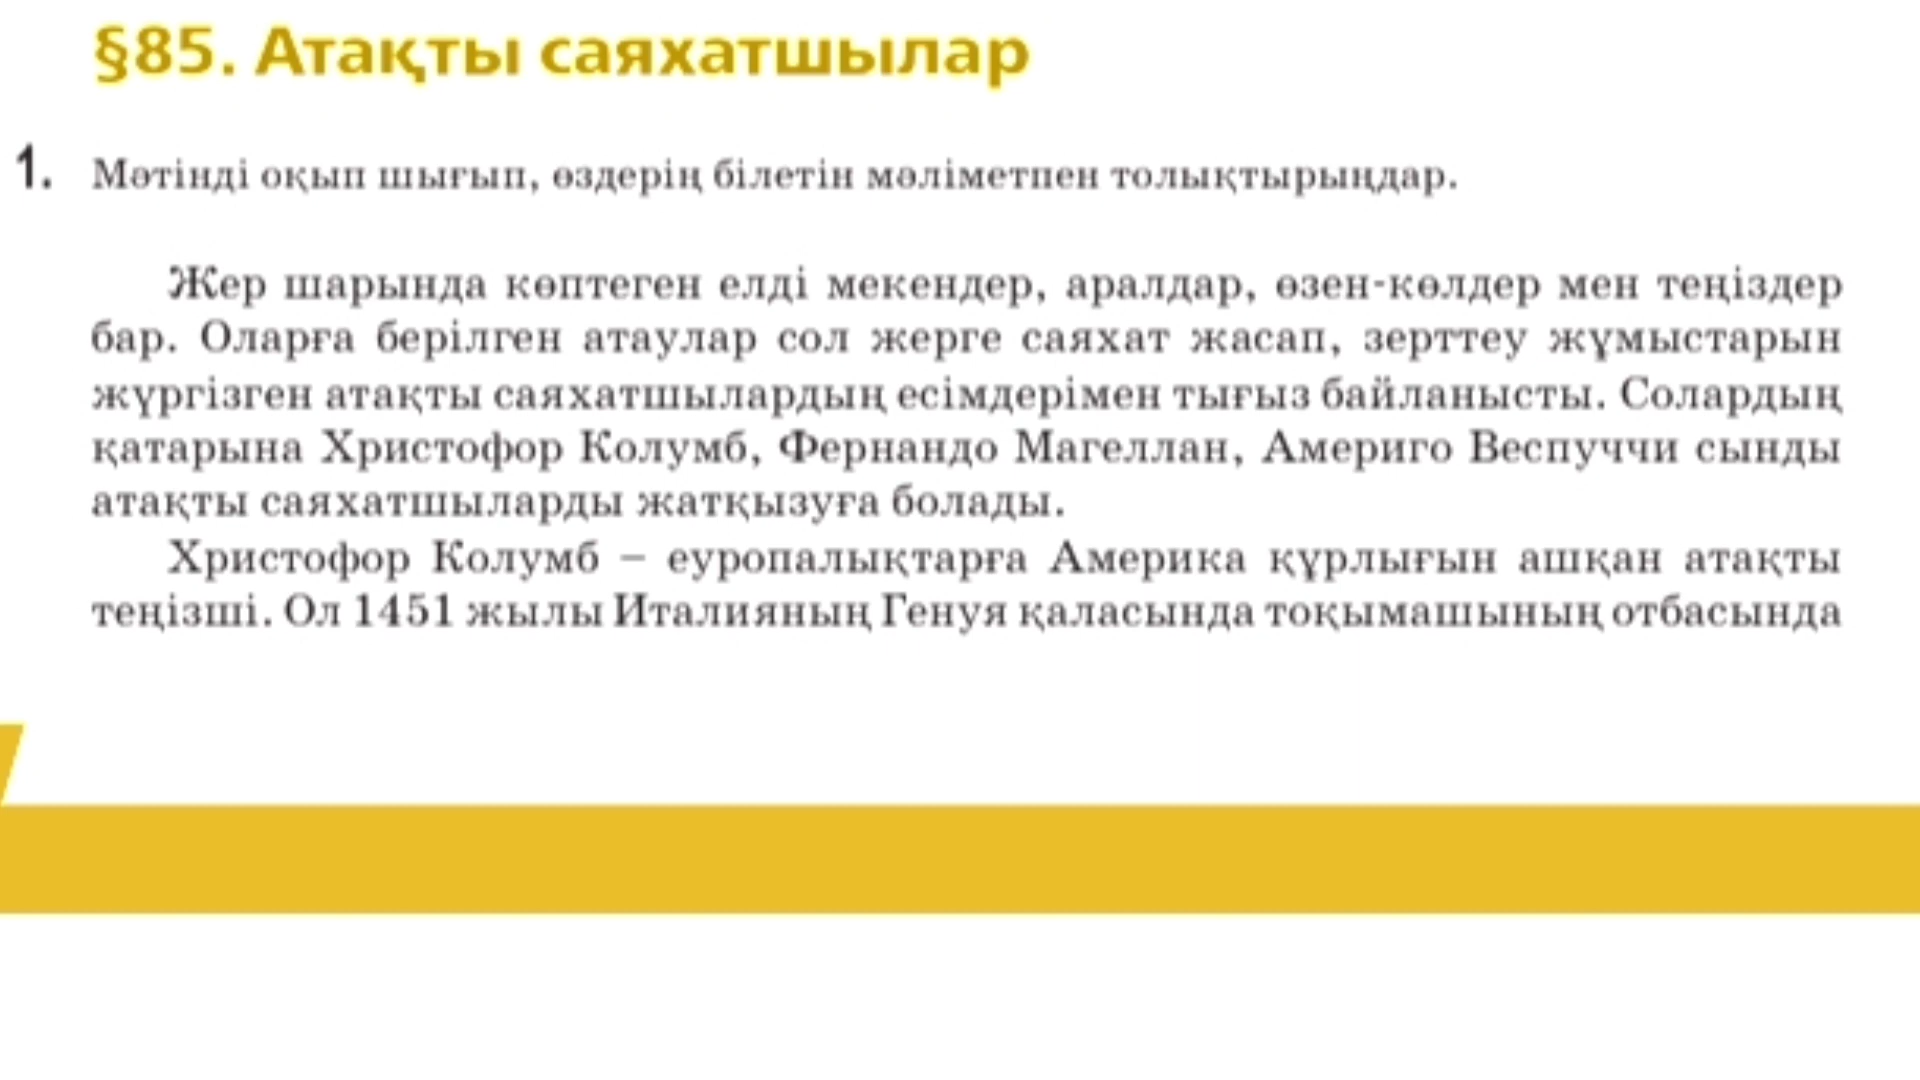 §85. Атақты саяхатшылар
1. Мәтінді оқып шығып, өздерің білетін мәліметпен толықтырыңдар.
Жер шарында көптеген елді мекендер, аралдар, өзен-көлдер мен теңіздер
бар. Оларға берілген атаулар сол жерге саяхат жасап, зерттеу жұмыстарын
жүргізген атақты саяхатшылардың есімдерімен тығыз байланысты. Солардың
қатарына Христофор Колумб, Фернандо Магеллан, Америго Веспуччи сынды
атақты саяхатшыларды жатқызуға болады.
Христофор Колумб – еуропалықтарға Америка құрлығын ашқан атақты
теңізші. Ол 1451 жылы Италияның Генуя қаласында тоқымашының отбасында